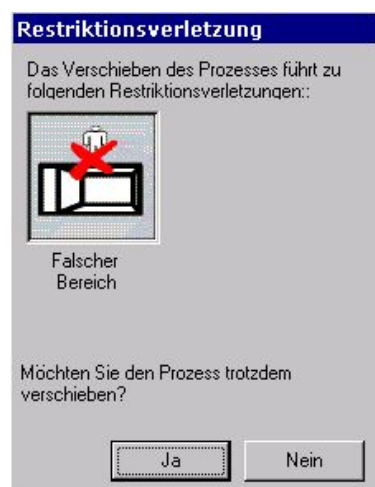 Restriktionsverletzung
Das Verschieben des Prozesses führt zu
folgenden Restriktionsverletzungen::
Falscher
Bereich
Möchten Sie den Prozess trotzdem
verschieben?
Ja
Nein